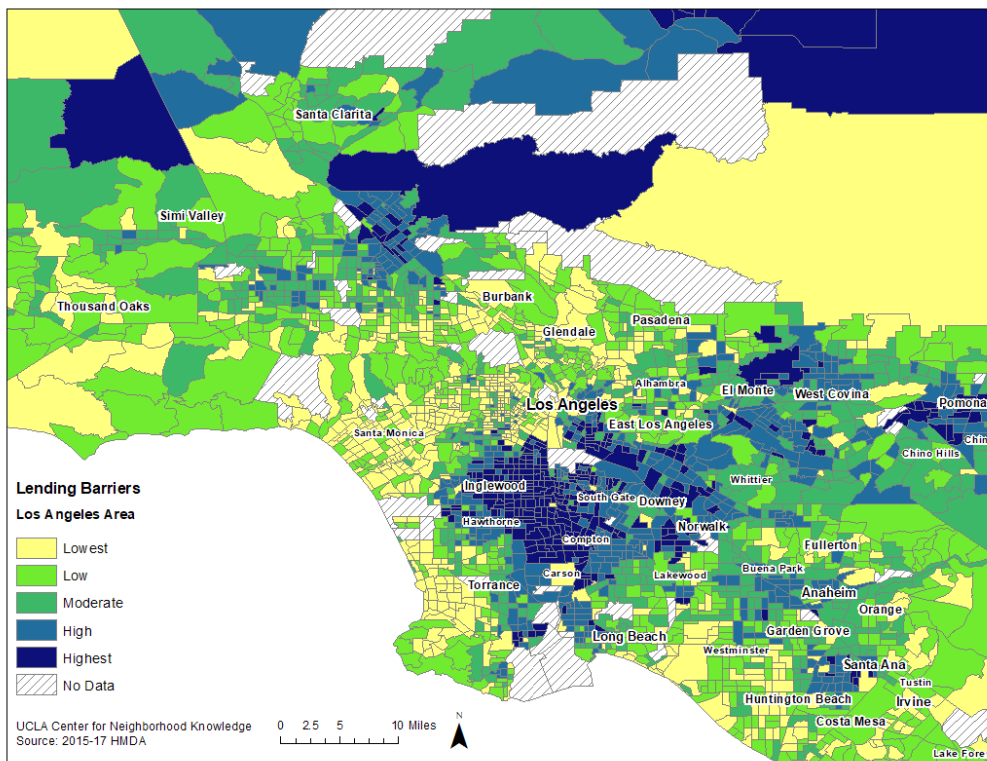 Santa Clarita
Simi Valley
Thousand Oaks
Burbank
Glendale
Pasadena
Alhambra
El Monte
West Covina
Pomona
Los Angeles
East Los Angeles
Santa Monica
Chin
Chino Hills
Whittier
Inglewood
South Gate
Downey
Hawthorne
Norwalk
Compton
Fullerton
Buena Park
Carson
Lakewood
Torrance
Anaheim
Orange
Long Beach
Garden Grove
Westminster
Santa Ana
Tustin
Huntington Beach
Irvine
Costa Mesa
Lake Fores
Lending Barriers
Los Angeles Area
Lowest
Low
Moderate
High
Highest
No Data
UCLA Center for Neighborhood Knowledge
Source: 2015-17 HMDA
0 2.5 5 10 Miles
N